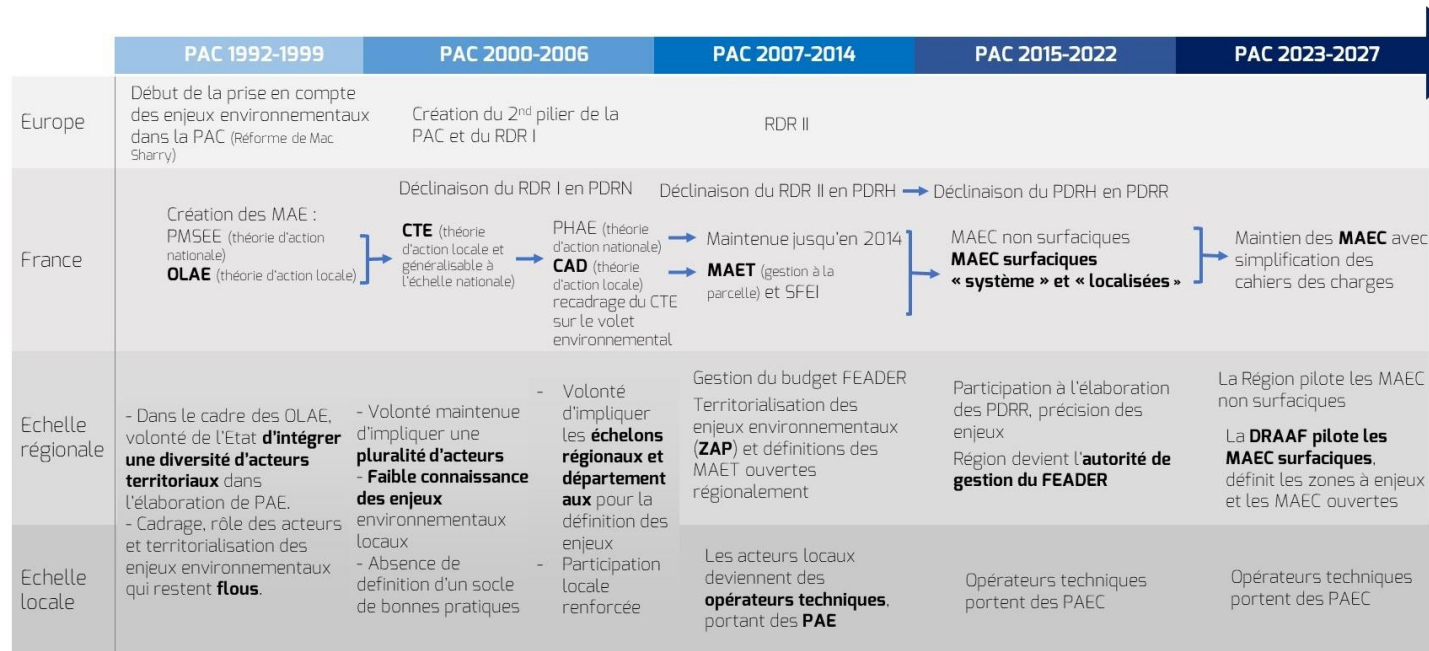 PAC 1992-1999
PAC 2000-2006
PAC 2007-2014
PAC 2015-2022
PAC 2023-2027
Europe
Début de la prise en compte
des enjeux environnementaux
dans la PAC (Réforme de Mac
Sharry)
Création du 2nd pilier de la
PAC et du RDR I
RDR II
France
Création des MAE :
PMSEE (théorie d'action
nationale)
OLAE (théorie d'action locale)
Déclinaison du RDR I en PDRN
CTE (théorie
d'action locale et
généralisable à
l'échelle nationale)
PHAE (théorie
d'action nationale)
CAD (théorie
d'action locale)
recadrage du CTE
sur le volet
environnemental
Déclinaison du RDR II en PDRH
Maintenue jusqu'en 2014
MAET (gestion à la
parcelle) et SFEI
Déclinaison du PDRH en PDRR
MAEC non surfaciques
MAEC surfaciques
« système » et « localisées »
Maintien des MAEC avec
simplification des
cahiers des charges
Echelle
régionale
- Dans le cadre des OLAE,
volonté de l'Etat d'intégrer
une diversité d'acteurs
territoriaux dans
l'élaboration de PAE.
- Cadrage, rôle des acteurs
et territorialisation des
enjeux environnementaux
qui restent flous.
- Volonté maintenue
d'impliquer une
pluralité d'acteurs
- Faible connaissance
des enjeux
environnementaux
locaux
- Absence de
definition d'un socle
de bonnes pratiques
- Volonté
d'impliquer
les échelons
régionaux et
département
aux pour la
définition des
enjeux
- Participation
locale
renforcée
Gestion du budget FEADER
Territorialisation des
enjeux environnementaux
(ZAP) et définitions des
MAET ouvertes
régionalement
Participation à l'élaboration
des PDRR, précision des
enjeux
Région devient l'autorité de
gestion du FEADER
La Région pilote les MAEC
non surfaciques
La DRAAF pilote les
MAEC surfaciques,
définit les zones à enjeux
et les MAEC ouvertes
Echelle
locale
Les acteurs locaux
deviennent des
opérateurs techniques,
portant des PAE
Opérateurs techniques
portent des PAEC
Opérateurs techniques
portent des PAEC